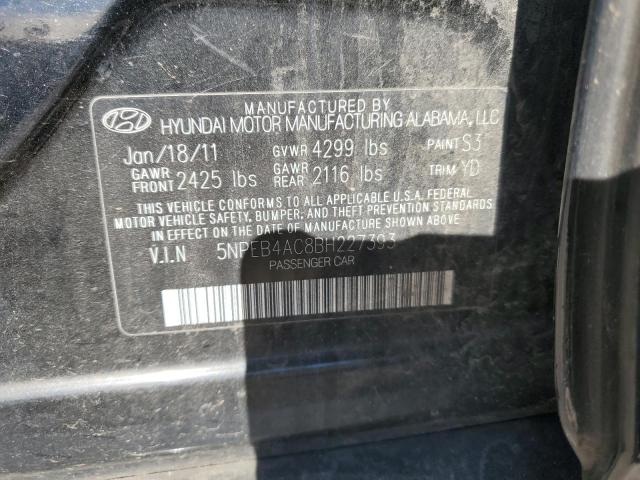 MANUFACTURED BY
HYUNDAI MOTOR MANUFACTURING ALABAMA, LLC
Jan/18/11 GVWR 4299 lbs PAINT S3
GAWR FRONT 2425 lbs GAWR REAR 2116 lbs TRIM YD
THIS VEHICLE CONFORMS TO ALL APPLICABLE U.S.A. FEDERAL
MOTOR VEHICLE SAFETY, BUMPER, AND THEFT PREVENTION STANDARDS
IN EFFECT ON THE DATE OF MANUFACTURE SHOWN ABOVE.
V.I.N 5NPEB4AC8BH227393
PASSENGER CAR